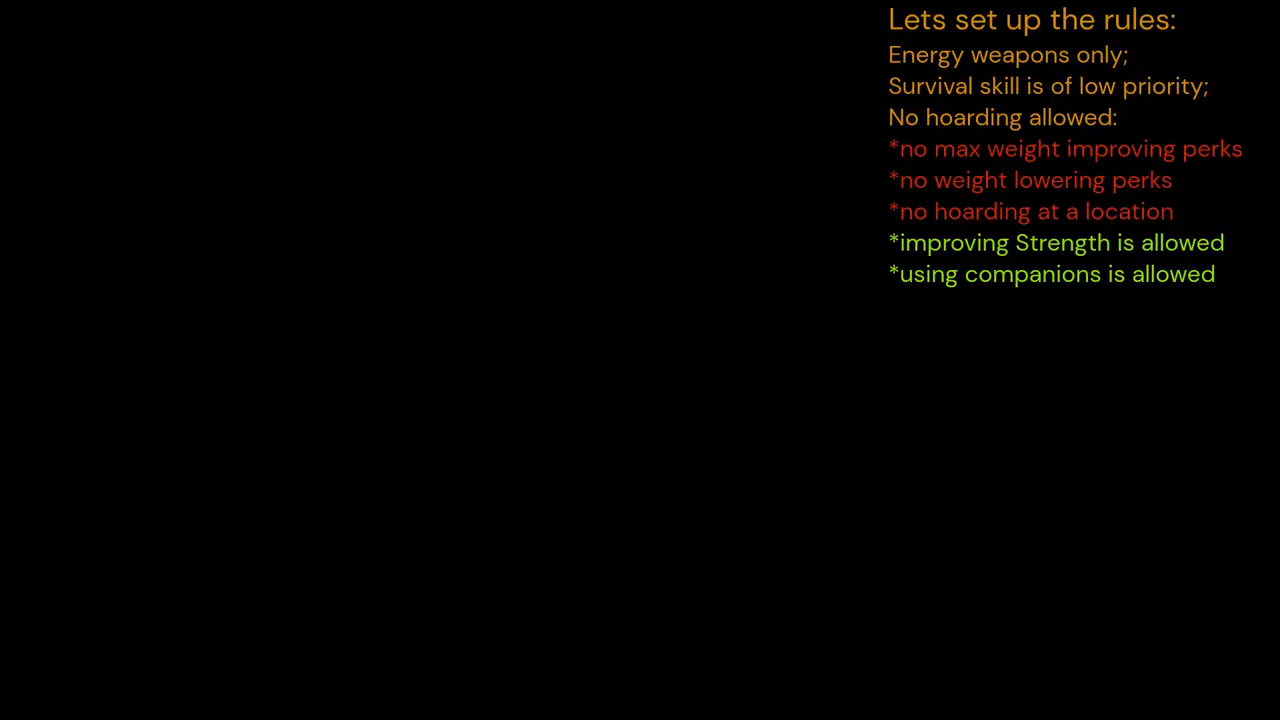 Lets set up the rules:
Energy weapons only;
Survival skill is of low priority;
No hoarding allowed:
*no max weight improving perks
*no weight lowering perks
*no hoarding at a location
*improving Strength is allowed
*using companions is allowed